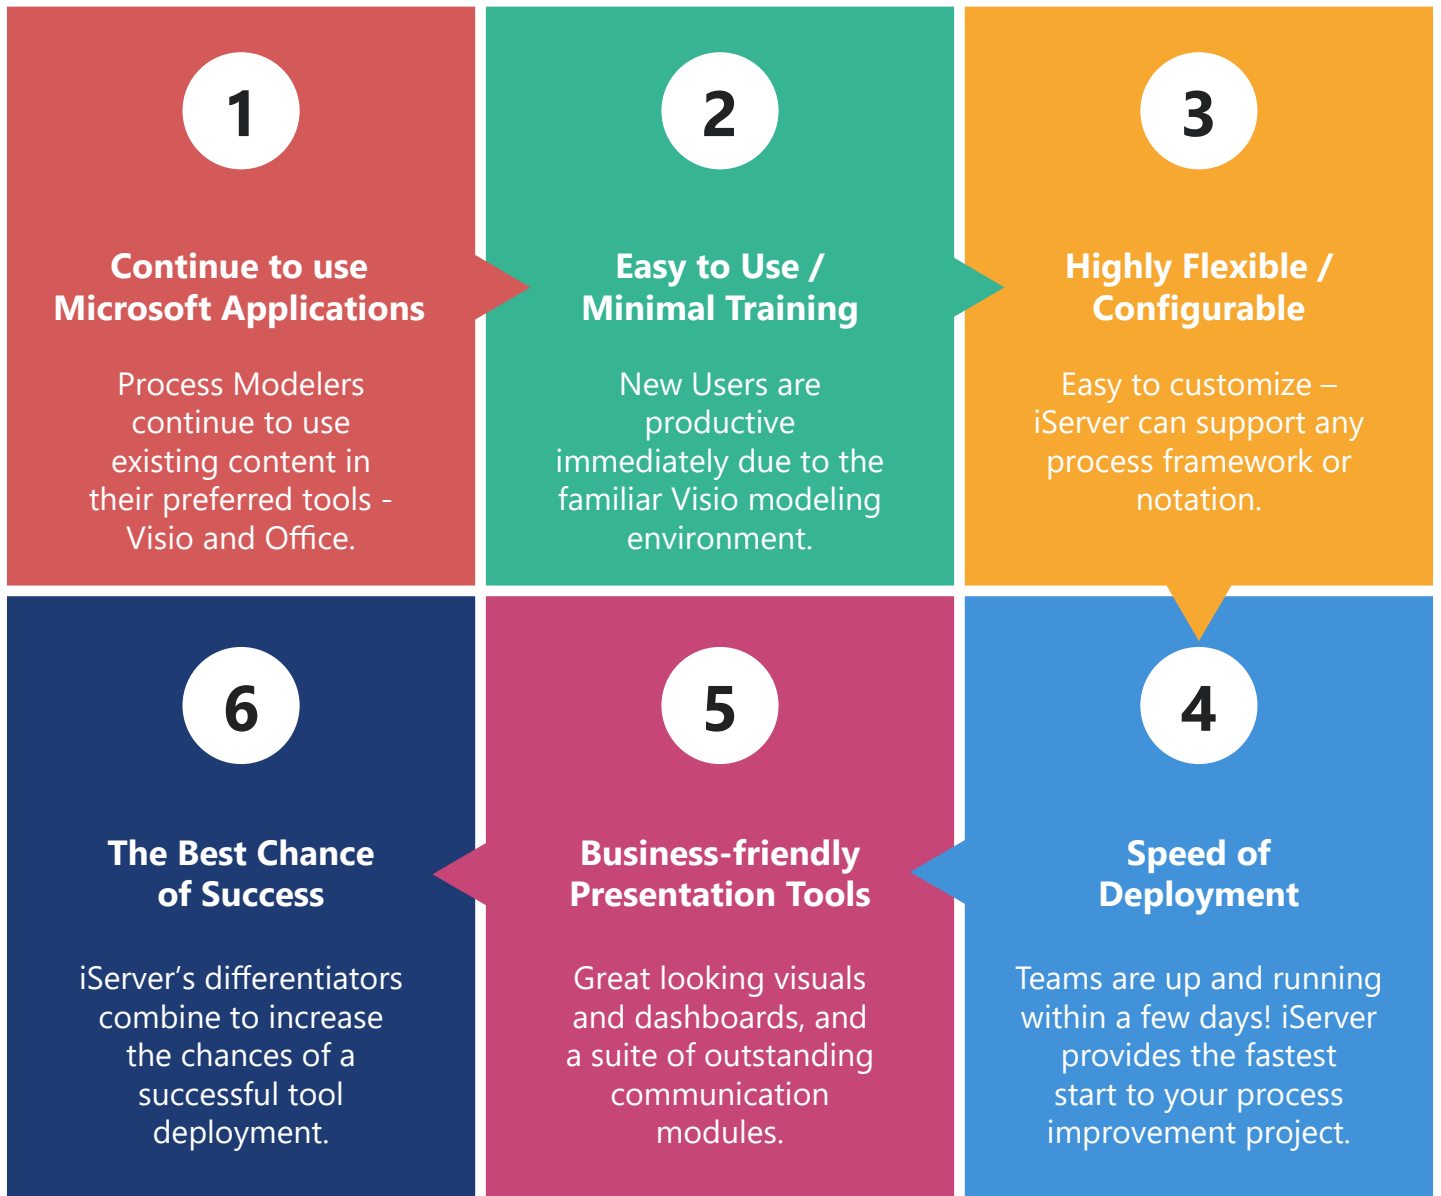 1
Continue to use
Microsoft Applications
Process Modelers
continue to use
existing content in
their preferred tools -
Visio and Office.
2
Easy to Use /
Minimal Training
New Users are
productive
immediately due to the
familiar Visio modeling
environment.
3
Highly Flexible /
Configurable
Easy to customize –
iServer can support any
process framework or
notation.
4
Speed of
Deployment
Teams are up and running
within a few days! iServer
provides the fastest
start to your process
improvement project.
5
Business-friendly
Presentation Tools
Great looking visuals
and dashboards, and
a suite of outstanding
communication
modules.
6
The Best Chance
of Success
iServer’s differentiators
combine to increase
the chances of a
successful tool
deployment.